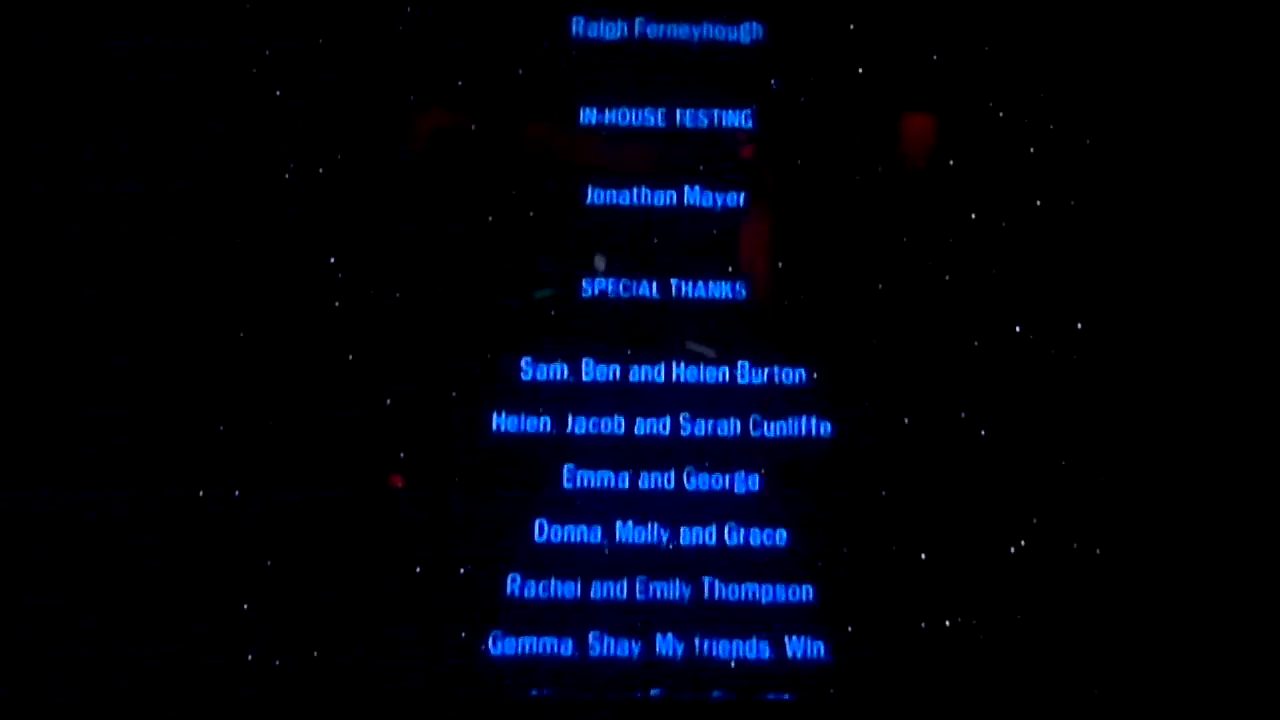 Ralph Ferneyhough
IN-HOUSE TESTING
Jonathan Mayer
SPECIAL THANKS
Sam, Ben and Helen Burton
Helen, Jacob and Sarah Cunliffe
Emma and George
Donna, Molly and Grace
Rachel and Emily Thompson
Gemma, Shay. My friends. Win.